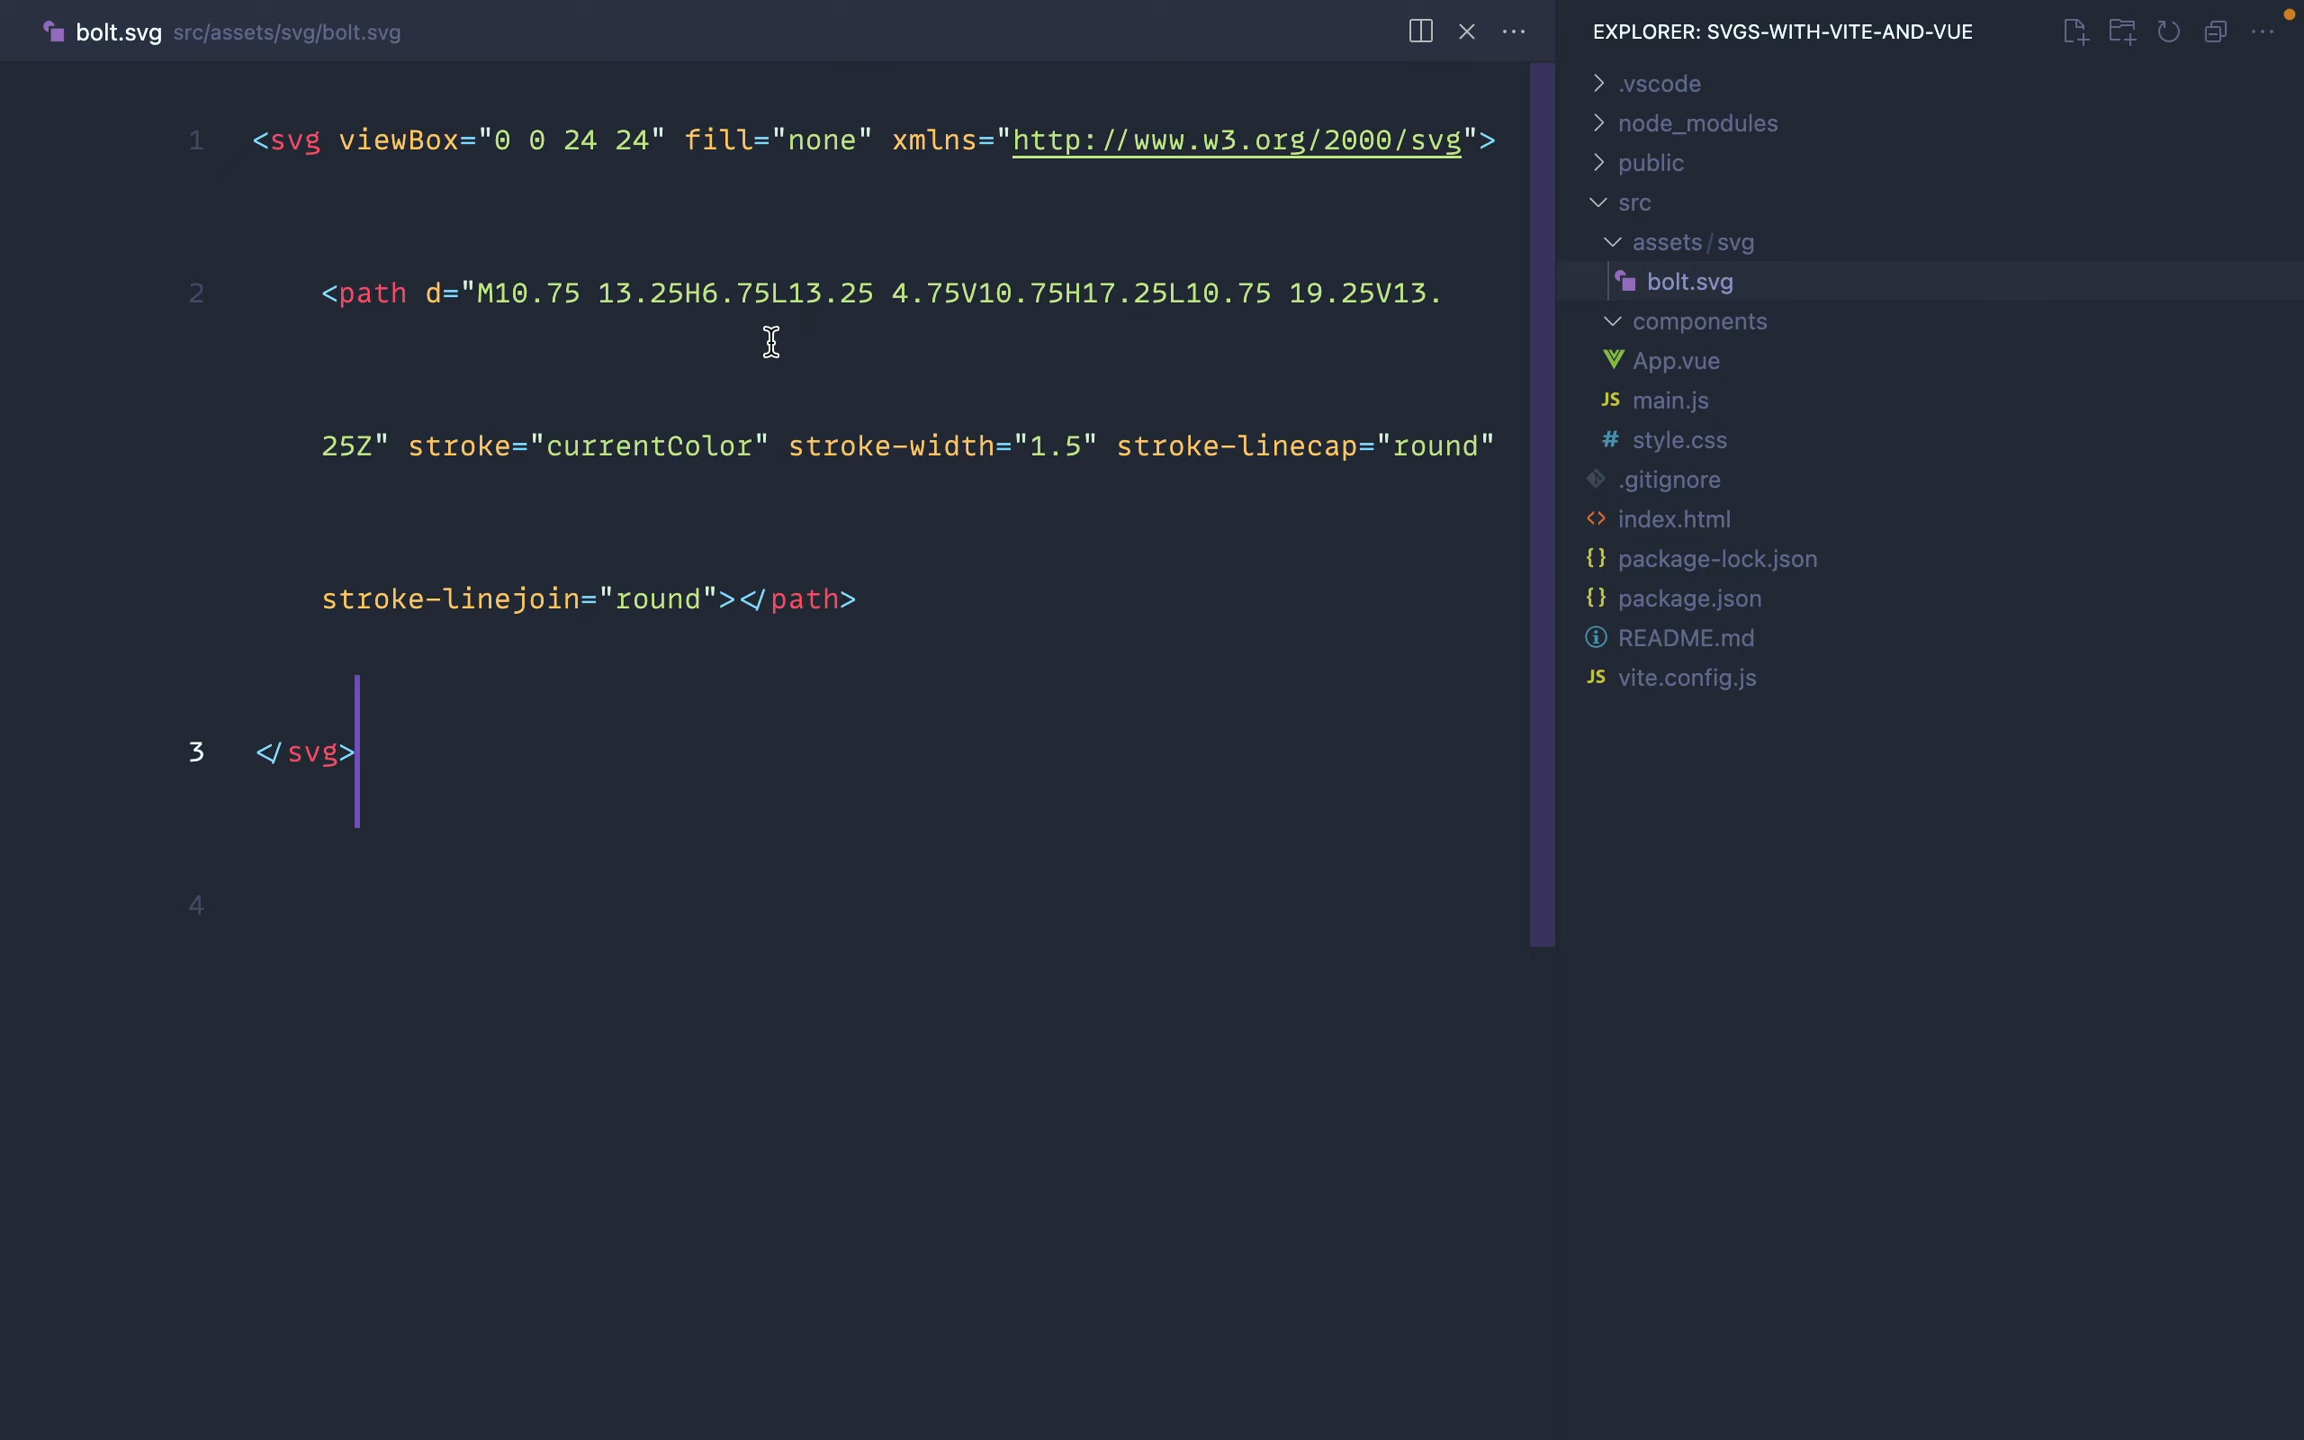 bolt.svg src/assets/svg/bolt.svg
1 <svg viewBox="0 0 24 24" fill="none" xmlns="http://www.w3.org/2000/svg">
2 <path d="M10.75 13.25H6.75L13.25 4.75V10.75H17.25L10.75 19.25V13.
25Z" stroke="currentColor" stroke-width="1.5" stroke-linecap="round"
stroke-linejoin="round"></path>
3 </svg>
4
EXPLORER: SVGS-WITH-VITE-AND-VUE
.vscode
node_modules
public
src
assets/svg
bolt.svg
components
App.vue
JS main.js
# style.css
.gitignore
<> index.html
{} package-lock.json
{} package.json
README.md
JS vite.config.js